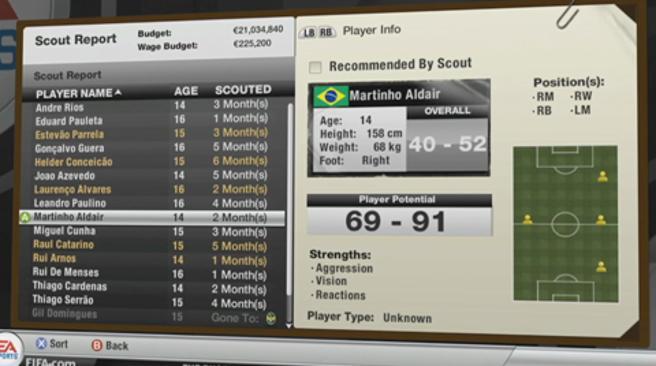 Scout Report
Budget: €21,034,840
Wage Budget: €225,200
Scout Report
PLAYER NAME AGE SCOUTED
Andre Rios 14 3 Month(s)
Eduard Pauleta 16 1 Month(s)
Estevão Parrela 15 3 Month(s)
Gonçalvo Guera 16 5 Month(s)
Helder Conceicão 15 6 Month(s)
Joao Azevedo 14 5 Month(s)
Laurenço Alvares 16 2 Month(s)
Leandro Paulino 16 4 Month(s)
A Martinho Aldair 14 2 Month(s)
Miguel Cunha 15 3 Month(s)
Raul Catarino 15 5 Month(s)
Rui Arnos 14 1 Month(s)
Rui De Menses 16 1 Month(s)
Thiago Cardenas 14 2 Month(s)
Thiago Serrão 15 4 Month(s)
Gil Domingues 15 Gone To:
LB RB Player Info
Recommended By Scout
Martinho Aldair
OVERALL
Age: 14
Height: 158 cm
Weight: 68 kg
Foot: Right
40 - 52
Position(s):
·RM ·RW
·RB ·LM
Player Potential
69 - 91
Strengths:
·Aggression
·Vision
·Reactions
Player Type: Unknown
EA
SPORTS
X Sort B Back
FIFA.com